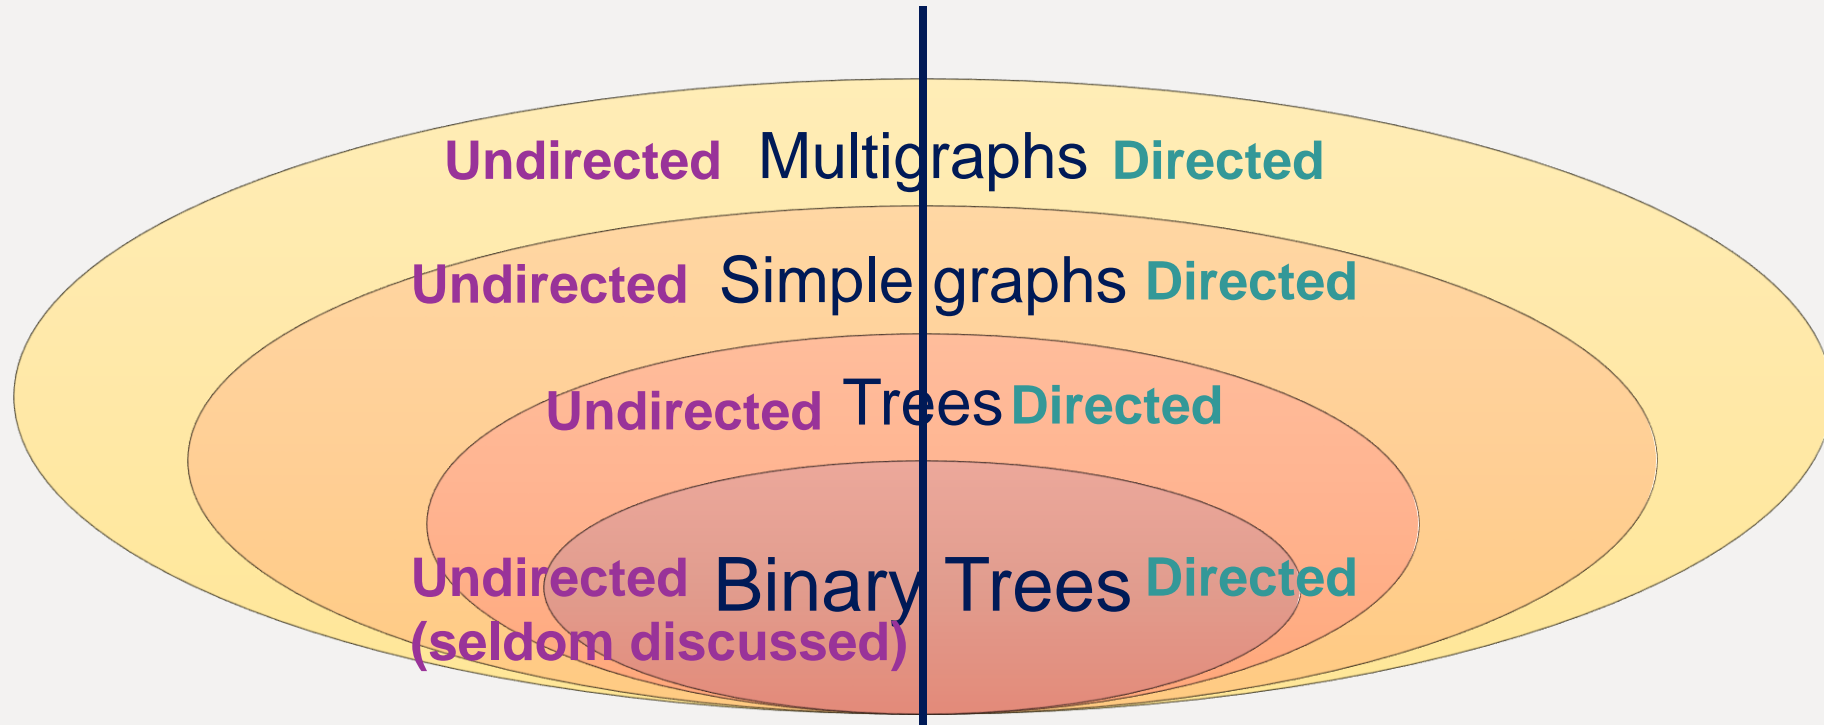 Undirected Multigraphs Directed
Undirected Simple graphs Directed
Undirected Trees Directed
Undirected Binary Trees Directed
(seldom discussed)